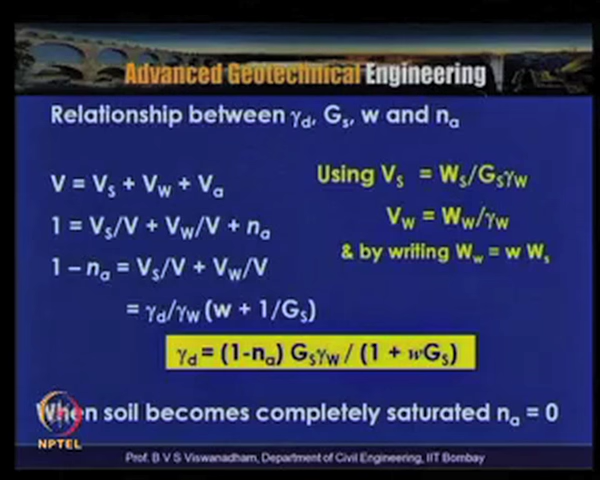 Advanced Geotechnical Engineering
Relationship between γd, Gs, w and na
V = Vs + Vw + Va
1 = Vs/V + Vw/V + na
1 – na = Vs/V + Vw/V
= γd/γw (w + 1/Gs)
Using Vs = Ws/Gsγw
Vw = Ww/γw
& by writing Ww = w Ws
γd = (1-na) Gsγw / (1 + wGs)
When soil becomes completely saturated na = 0
NPTEL
Prof. B V S Viswanadham, Department of Civil Engineering, IIT Bombay